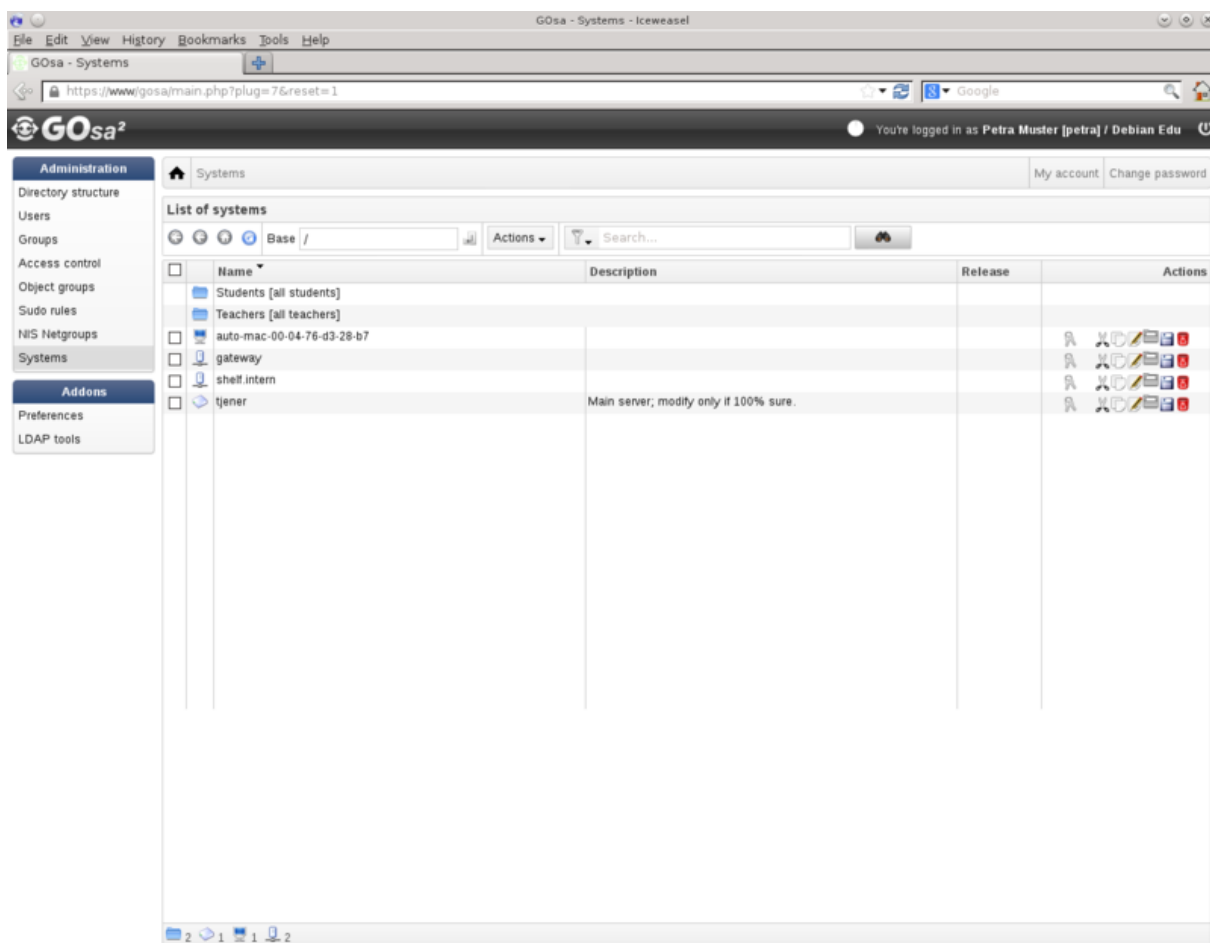 GOsa - Systems - Iceweasel
File Edit View History Bookmarks Tools Help
GOsa - Systems
https://www/gosa/main.php?plug=7&reset=1
8 Google
GOsa²
You're logged in as Petra Muster [petra] / Debian Edu
Administration
Directory structure
Users
Groups
Access control
Object groups
Sudo rules
NIS Netgroups
Systems
Addons
Preferences
LDAP tools
Systems
My account Change password
List of systems
Base / Actions Search...
Name Description Release Actions
Students [all students]
Teachers [all teachers]
auto-mac-00-04-76-d3-28-b7
gateway
shelf.intern
tjener Main server; modify only if 100% sure.
2 1 1 2